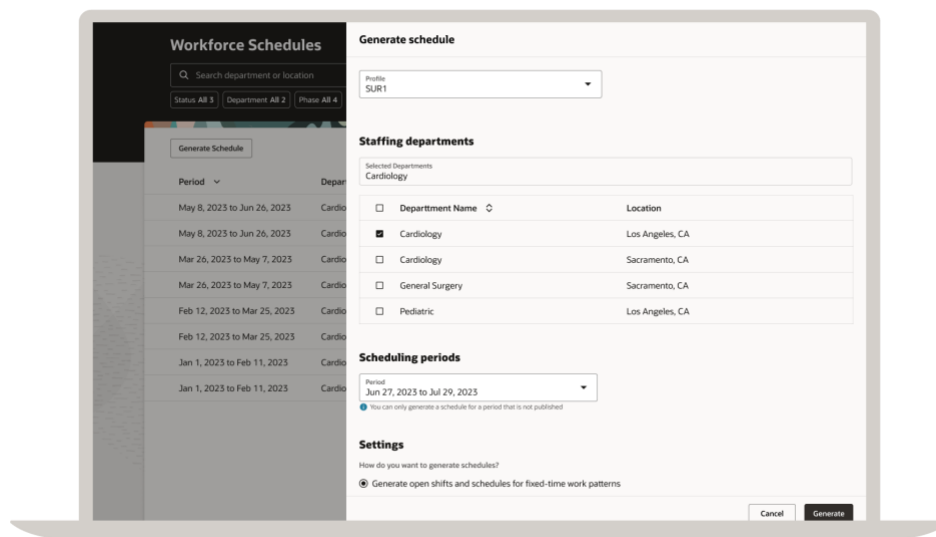 Workforce Schedules
Search department or location
Status All 3
Department All 2
Phase All 4
Generate Schedule
Period
Depar
May 8, 2023 to Jun 26, 2023
Cardio
May 8, 2023 to Jun 26, 2023
Cardio
Mar 26, 2023 to May 7, 2023
Cardio
Mar 26, 2023 to May 7, 2023
Cardio
Feb 12, 2023 to Mar 25, 2023
Cardio
Feb 12, 2023 to Mar 25, 2023
Cardio
Jan 1, 2023 to Feb 11, 2023
Cardio
Jan 1, 2023 to Feb 11, 2023
Cardio
Generate schedule
Profile
SUR1
Staffing departments
Selected Departments
Cardiology
Departtment Name
Location
Cardiology
Los Angeles, CA
Cardiology
Sacramento, CA
General Surgery
Sacramento, CA
Pediatric
Los Angeles, CA
Scheduling periods
Period
Jun 27, 2023 to Jul 29, 2023
You can only generate a schedule for a period that is not published
Settings
How do you want to generate schedules?
Generate open shifts and schedules for fixed-time work patterns
Cancel
Generate